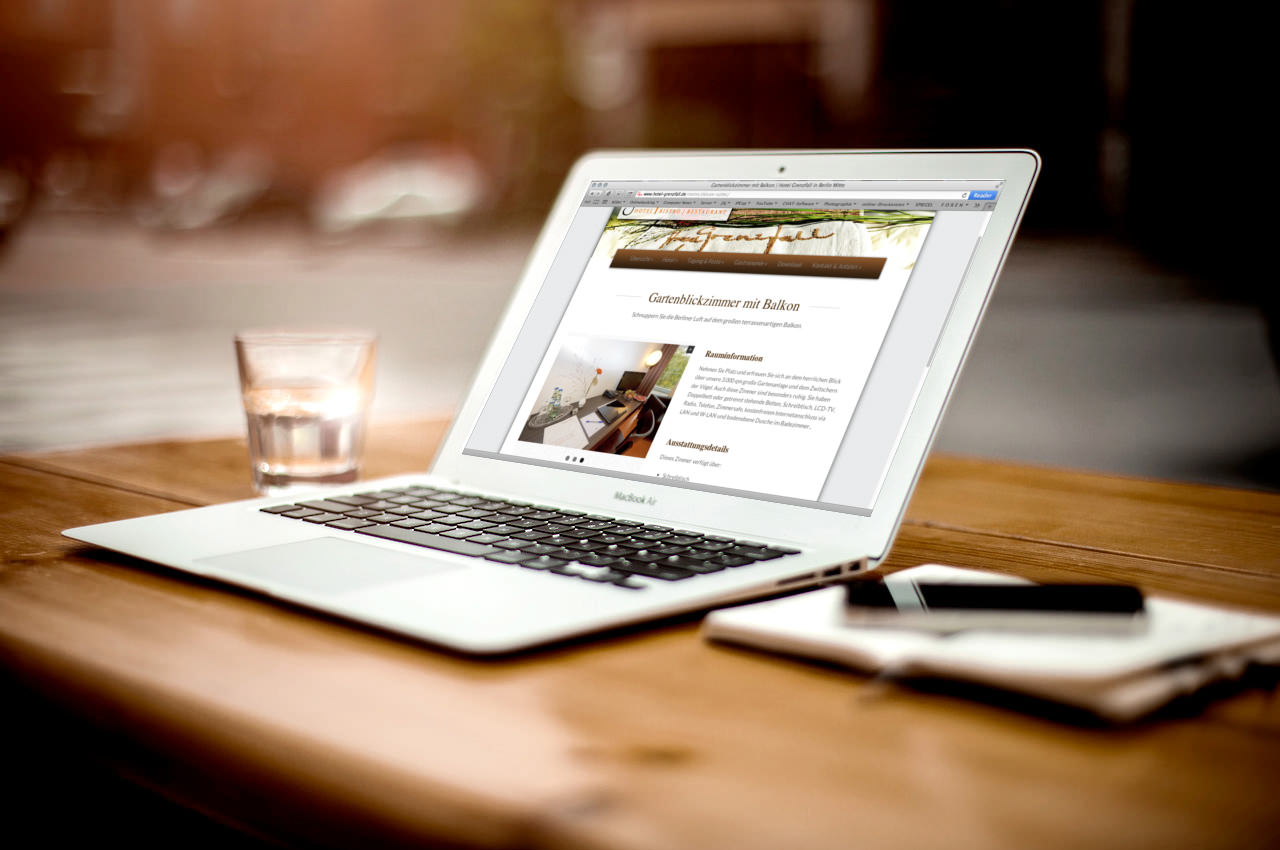 Gartenblickzimmer mit Balkon | Hotel Grenzfall in Berlin Mitte
www.hotel-grenzfall.de
Reader
HOTEL | BISTRO | RESTAURANT
Grenzfall
Übersicht Hotel Tagung & Feste Gastronomie Download Kontakt & Anfahrt
Gartenblickzimmer mit Balkon
Schnuppern Sie die Berliner Luft auf dem großen terrassenartigen Balkon.
Rauminformation
Nehmen Sie Platz und erfreuen Sie sich an dem herrlichen Blick
über unsere 3.000 qm große Gartenanlage und dem Zwitschern
der Vögel. Auch diese Zimmer sind besonders ruhig. Sie haben
Doppelbett oder getrennt stehende Betten, Schreibtisch, LCD-TV,
Radio, Telefon, Zimmersafe, kostenfreien Internetanschluss via
LAN und W-LAN und bodenebene Dusche im Badezimmer.
Ausstattungsdetails
Dieses Zimmer verfügt über:
Schreibtisch
MacBook Air